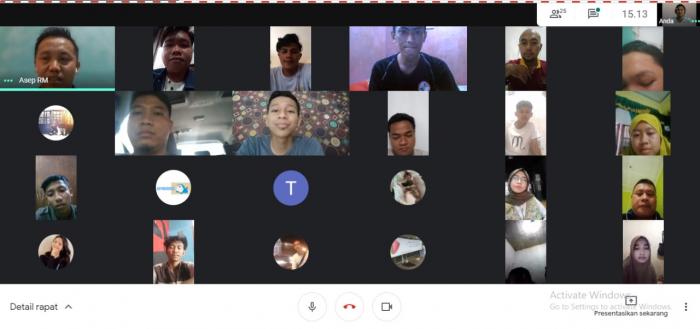 25
15.13
Anda
Asep RM
T
Activate Windows
Go to Settings to activate Windows.
Presentasikan sekarang
Detail rapat